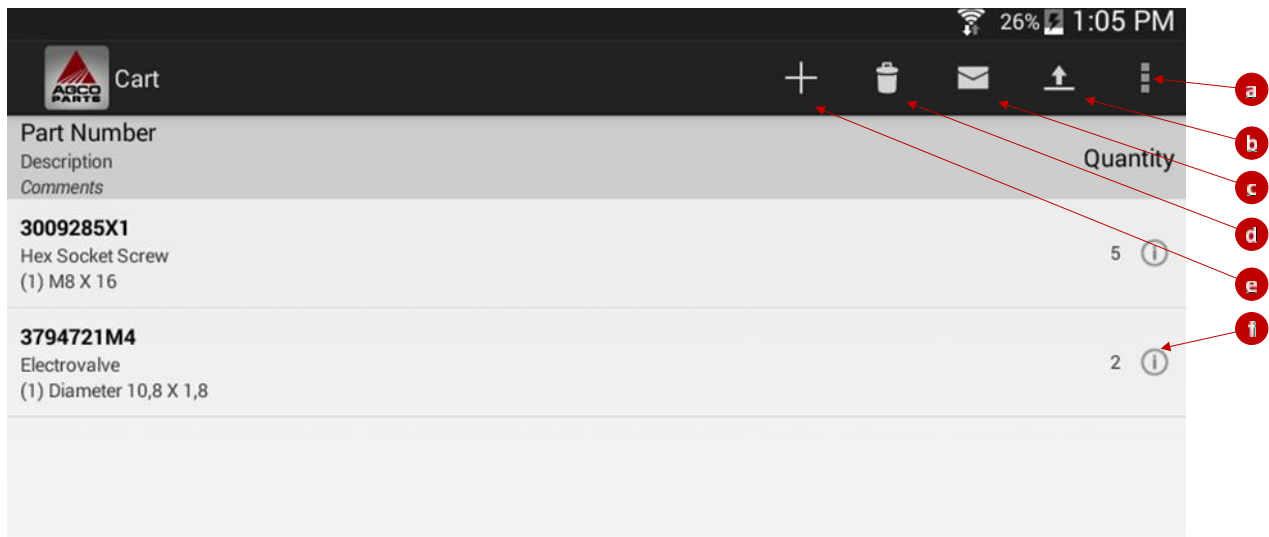 26% 1:05 PM
AGCO
PARTS
Cart
a
b
Part Number
Description
Comments
Quantity
c
3009285X1
Hex Socket Screw
(1) M8 X 16
5
d
e
3794721M4
Electrovalve
(1) Diameter 10,8 X 1,8
2
f